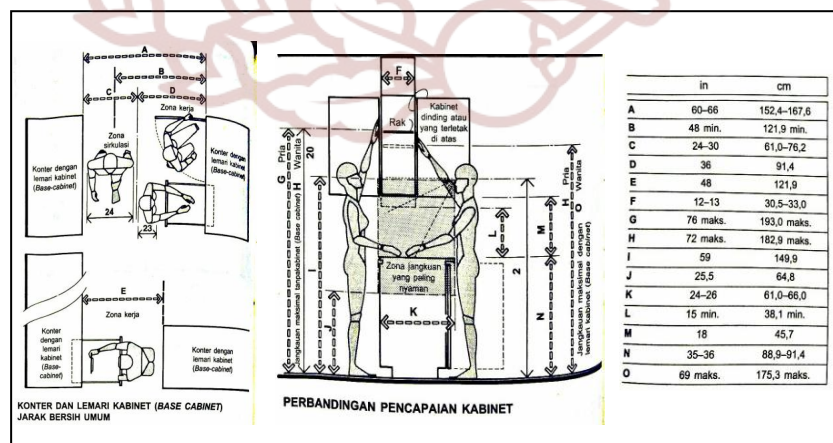 A
B
C
D
Zona kerja
Zona
sirkulasi
Konter dengan
lemari kabinet
(Base-cabinet)
Konter dengan
lemari kabinet
(Base-cabinet)
24
23
E
Zona kerja
Konter dengan
lemari kabinet
(Base-cabinet)
Konter dengan
lemari kabinet
(Base-cabinet)
KONTER DAN LEMARI KABINET (BASE CABINET)
JARAK BERSIH UMUM
F
Rak
Kabinet
dinding atau
yang terletak
di atas
G Pria
H Wanita
Jangkauan maksimal tanpakabinet (Base cabinet)
20
I
J
Zona jangkuan
yang paling
nyaman
K
L
2
M
N
H Pria
O Wanita
Jangkauan maksimal dengan
lemari kabinet (Base cabinet)
PERBANDINGAN PENCAPAIAN KABINET
in cm
A 60–66 152,4–167,6
B 48 min. 121,9 min.
C 24–30 61,0–76,2
D 36 91,4
E 48 121,9
F 12–13 30,5–33,0
G 76 maks. 193,0 maks.
H 72 maks. 182,9 maks.
I 59 149,9
J 25,5 64,8
K 24–26 61,0–66,0
L 15 min. 38,1 min.
M 18 45,7
N 35–36 88,9–91,4
O 69 maks. 175,3 maks.